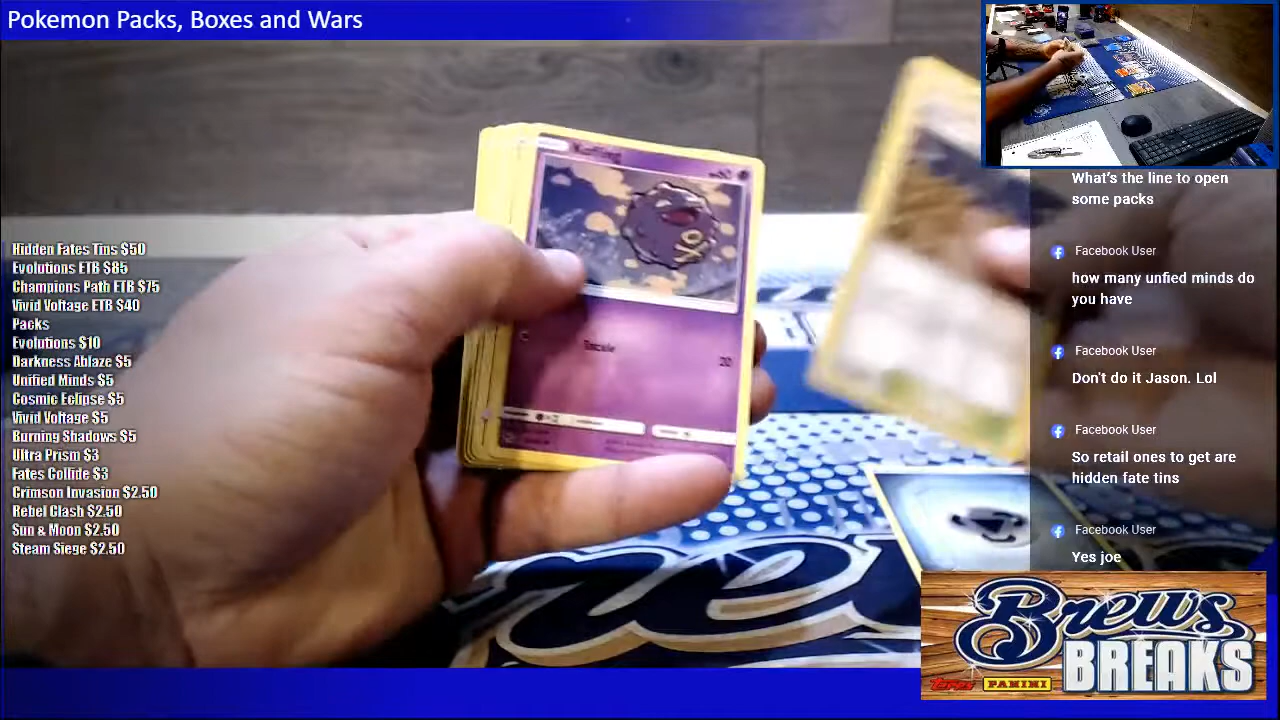 Pokemon Packs, Boxes and Wars
Hidden Fates Tins $50
Evolutions ETB $85
Champions Path ETB $75
Vivid Voltage ETB $40
Packs
Evolutions $10
Darkness Ablaze $5
Unified Minds $5
Cosmic Eclipse $5
Vivid Voltage $5
Burning Shadows $5
Ultra Prism $3
Fates Collide $3
Crimson Invasion $2.50
Rebel Clash $2.50
Sun & Moon $2.50
Steam Siege $2.50
Koffing
20
What's the line to open
some packs
Facebook User
how many unfied minds do
you have
Facebook User
Don't do it Jason. Lol
Facebook User
So retail ones to get are
hidden fate tins
Facebook User
Yes joe
Brews
BREAKS
Topps PANINI